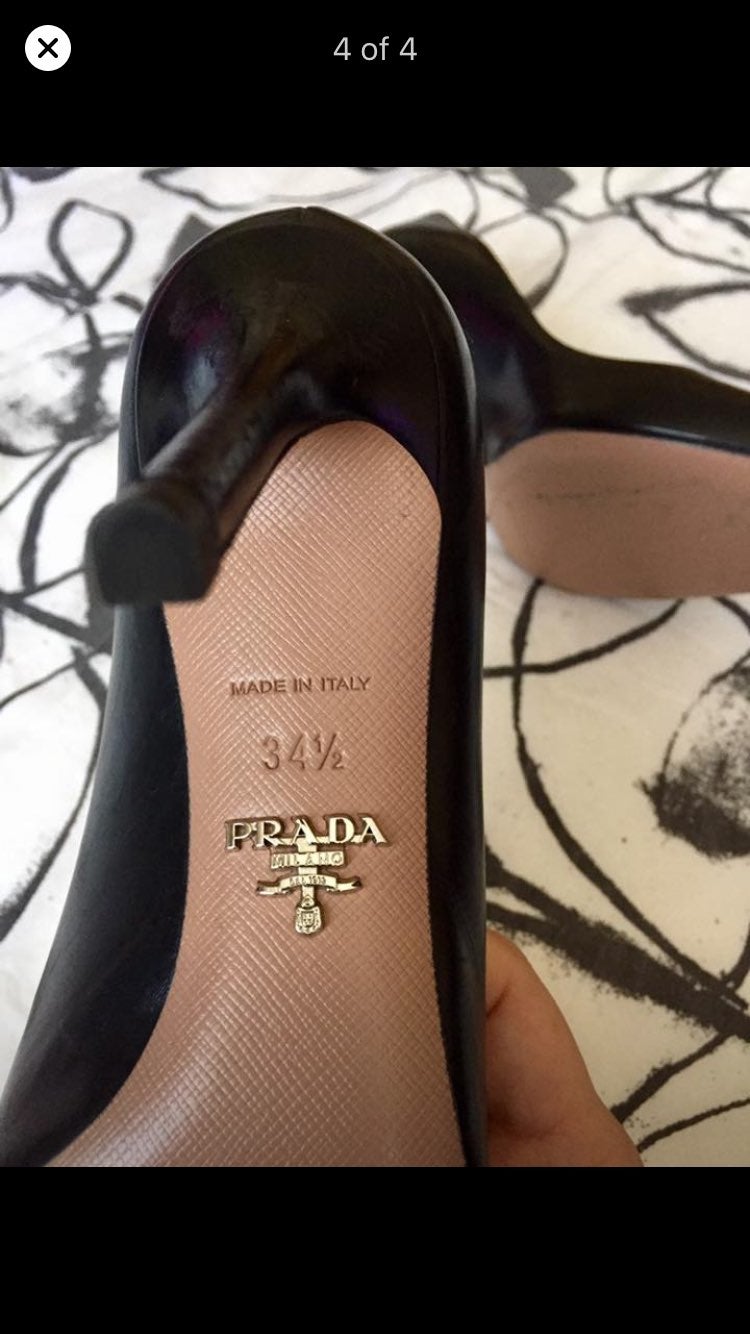 4 of 4
MADE IN ITALY
34½
PRADA
MILANO